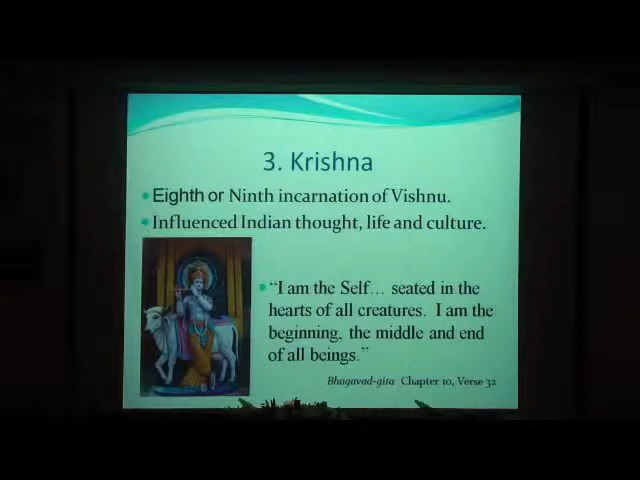 3. Krishna
Eighth or Ninth incarnation of Vishnu.
Influenced Indian thought, life and culture.
“I am the Self… seated in the
hearts of all creatures. I am the
beginning, the middle and end
of all beings.”
Bhagavad-gita Chapter 10, Verse 32